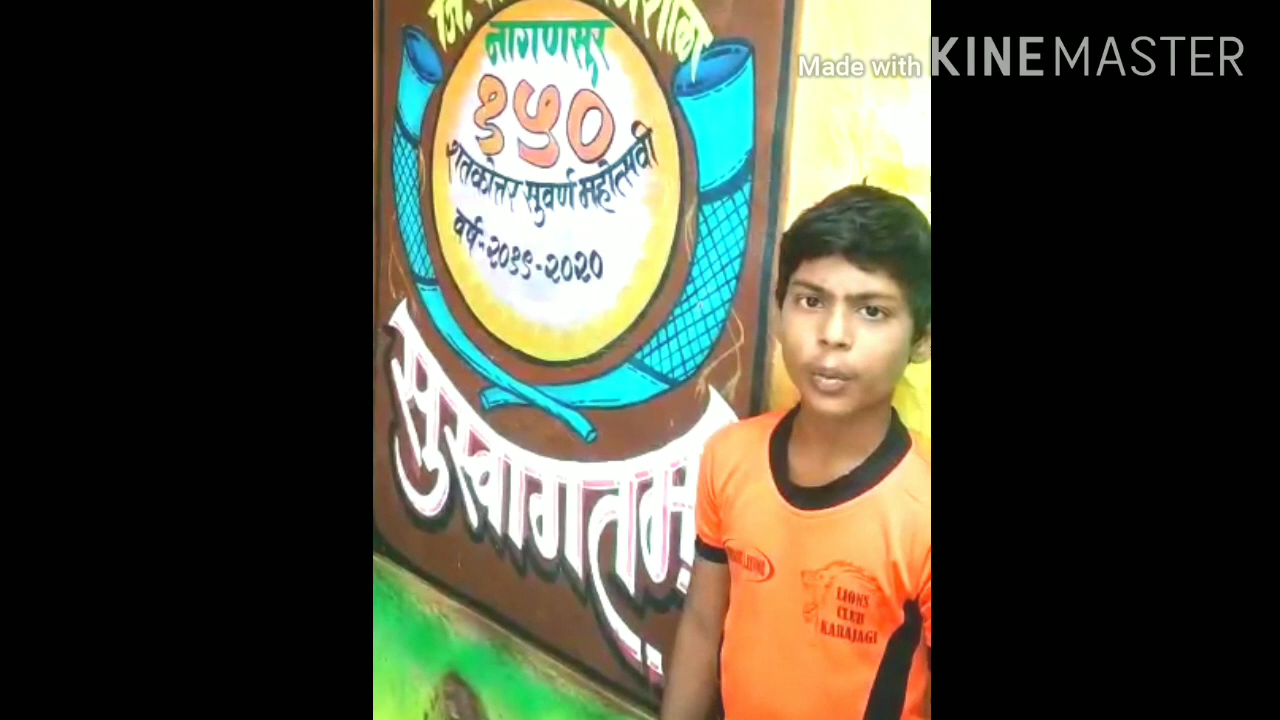 Made with KINEMASTER
नागणसूर
१५०
शतकोत्तर सुवर्ण महोत्सवी
वर्ष-२०१९-२०२०
सुस्वागतम्
LIONS
CLUB
KARAJAGI